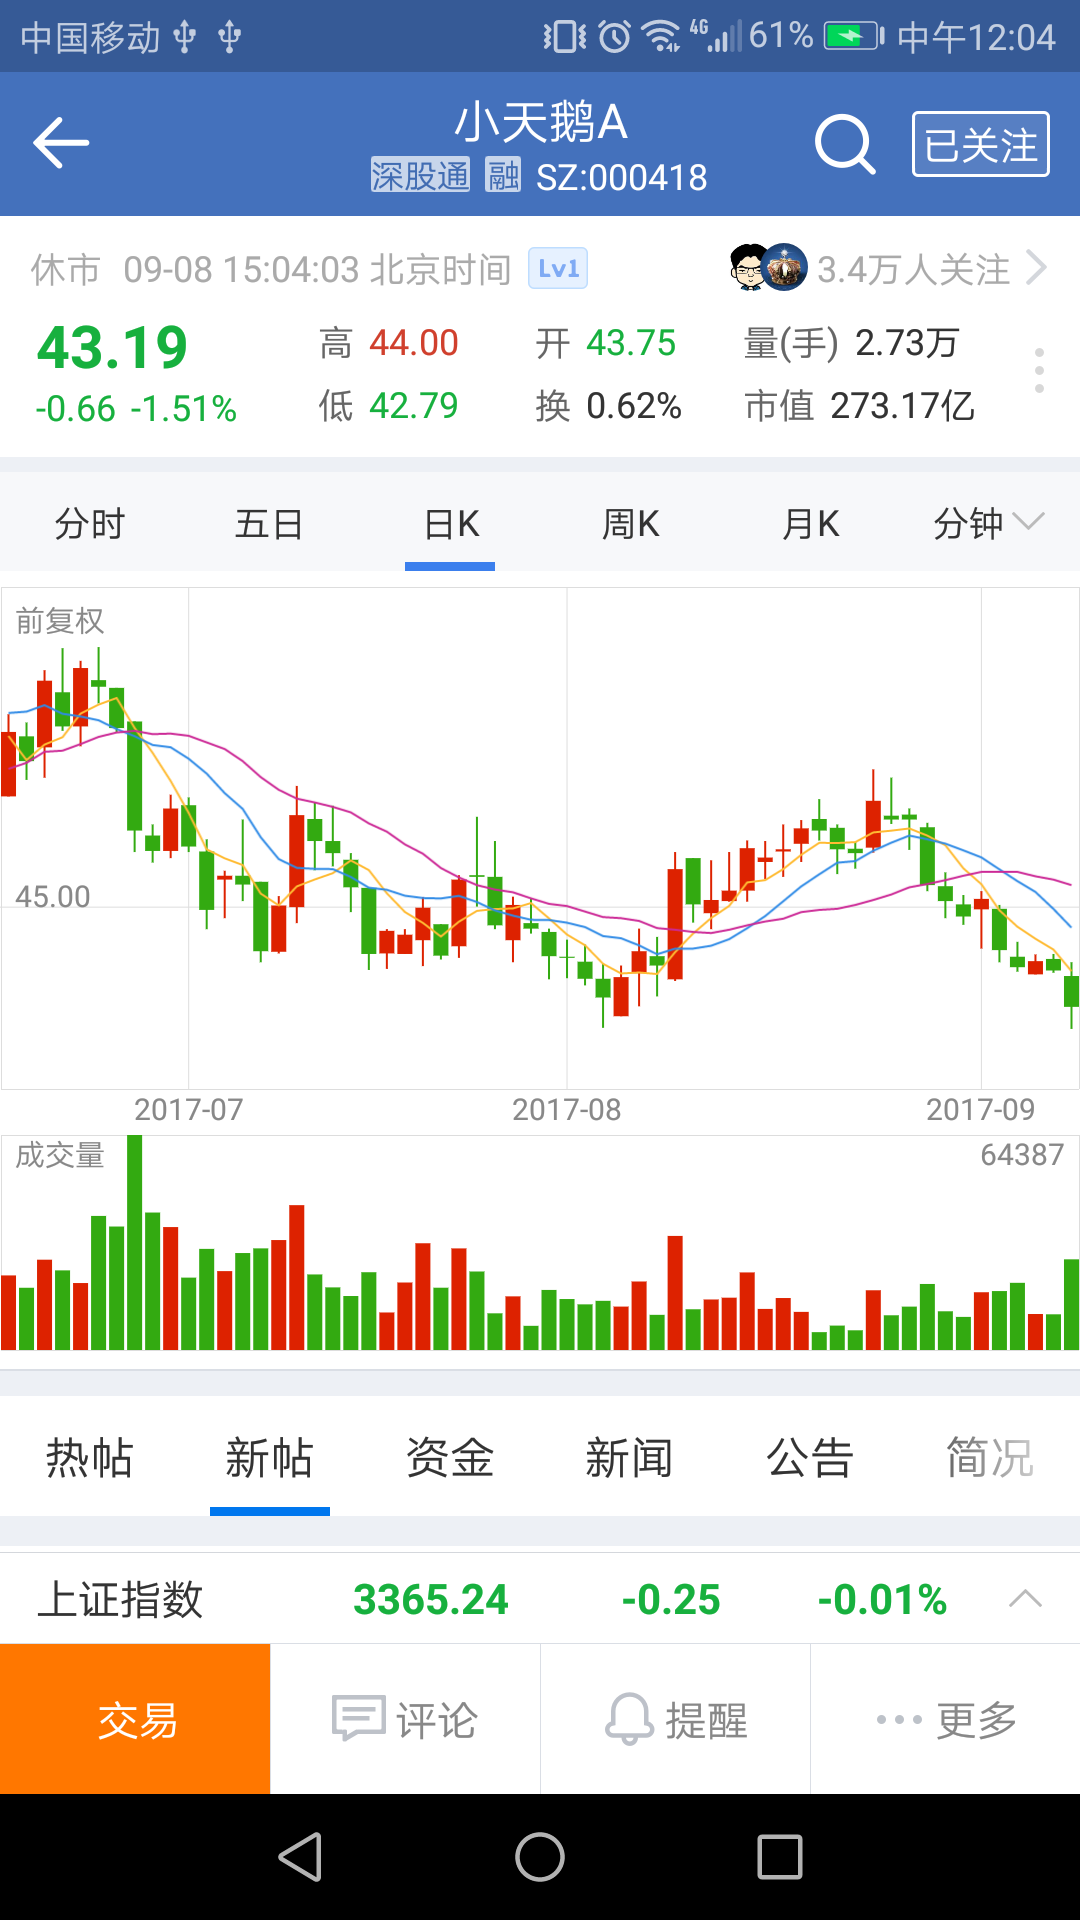 中国移动 4G 61% 中午12:04
小天鹅A
深股通 融 SZ:000418
已关注
休市 09-08 15:04:03 北京时间 Lv1 3.4万人关注
43.19 高 44.00 开 43.75 量(手) 2.73万
-0.66 -1.51% 低 42.79 换 0.62% 市值 273.17亿
分时 五日 日K 周K 月K 分钟
前复权
45.00
2017-07 2017-08 2017-09
成交量 64387
热帖 新帖 资金 新闻 公告 简况
上证指数 3365.24 -0.25 -0.01%
交易 评论 提醒 更多